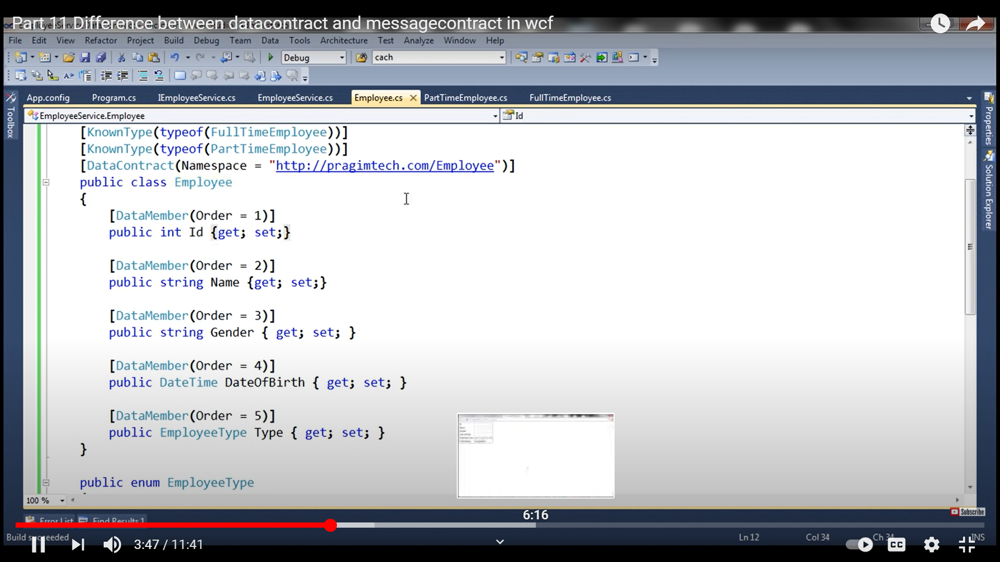 Part 11 Difference between datacontract and messagecontract in wcf
File Edit View Refactor Project Build Debug Team Data Tools Architecture Test Analyze Window Help
Debug cach
App.config Program.cs IEmployeeService.cs EmployeeService.cs Employee.cs PartTimeEmployee.cs FullTimeEmployee.cs
EmployeeService.Employee Id
Toolbox
Properties
Solution Explorer
[KnownType(typeof(FullTimeEmployee))]
[KnownType(typeof(PartTimeEmployee))]
[DataContract(Namespace = "http://pragimtech.com/Employee")]
public class Employee
{
[DataMember(Order = 1)]
public int Id {get; set;}
[DataMember(Order = 2)]
public string Name {get; set;}
[DataMember(Order = 3)]
public string Gender { get; set; }
[DataMember(Order = 4)]
public DateTime DateOfBirth { get; set; }
[DataMember(Order = 5)]
public EmployeeType Type { get; set; }
}
public enum EmployeeType
100 %
6:16
Subscribe
Error List Find Results 1
Build succeeded Ln 12 Col 34 Ch 34 INS
3:47 / 11:41 CC